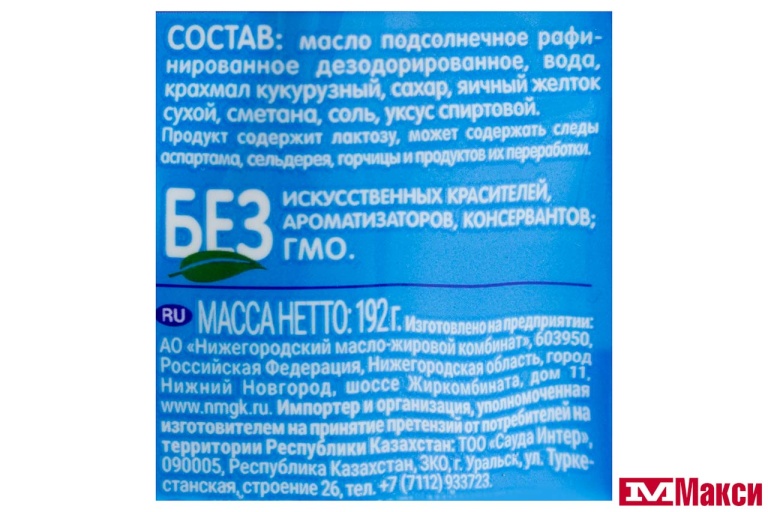 СОСТАВ: масло подсолнечное рафи-
нированное дезодорированное, вода,
крахмал кукурузный, сахар, яичный желток
сухой, сметана, соль, уксус спиртовой.
Продукт содержит лактозу, может содержать следы
аспартама, сельдерея, горчицы и продуктов их переработки.
БЕЗ ИСКУССТВЕННЫХ КРАСИТЕЛЕЙ,
АРОМАТИЗАТОРОВ, КОНСЕРВАНТОВ;
ГМО.
RU МАССА НЕТТО: 192 г. Изготовлено на предприятии:
АО «Нижегородский масло-жировой комбинат», 603950,
Российская Федерация, Нижегородская область, город
Нижний Новгород, шоссе Жиркомбината, дом 11,
www.nmgk.ru. Импортер и организация, уполномоченная
изготовителем на принятие претензий от потребителей на
территории Республики Казахстан: ТОО «Сауда Интер»,
090005, Республика Казахстан, ЗКО, г. Уральск, ул. Турке-
станская, строение 26, тел. +7 (7112) 933723.
Макси